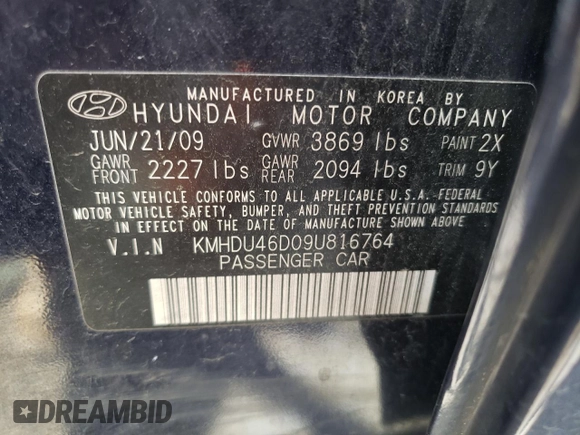 MANUFACTURED IN KOREA BY
HYUNDAI MOTOR COMPANY
JUN/21/09 GVWR 3869 lbs PAINT 2X
GAWR FRONT 2227 lbs GAWR REAR 2094 lbs TRIM 9Y
THIS VEHICLE CONFORMS TO ALL APPLICABLE U.S.A. FEDERAL
MOTOR VEHICLE SAFETY, BUMPER, AND THEFT PREVENTION STANDARDS
IN EFFECT ON THE DATE OF MANUFACTURE SHOWN ABOVE
V.I.N KMHDU46D09U816764
PASSENGER CAR
DREAMBID